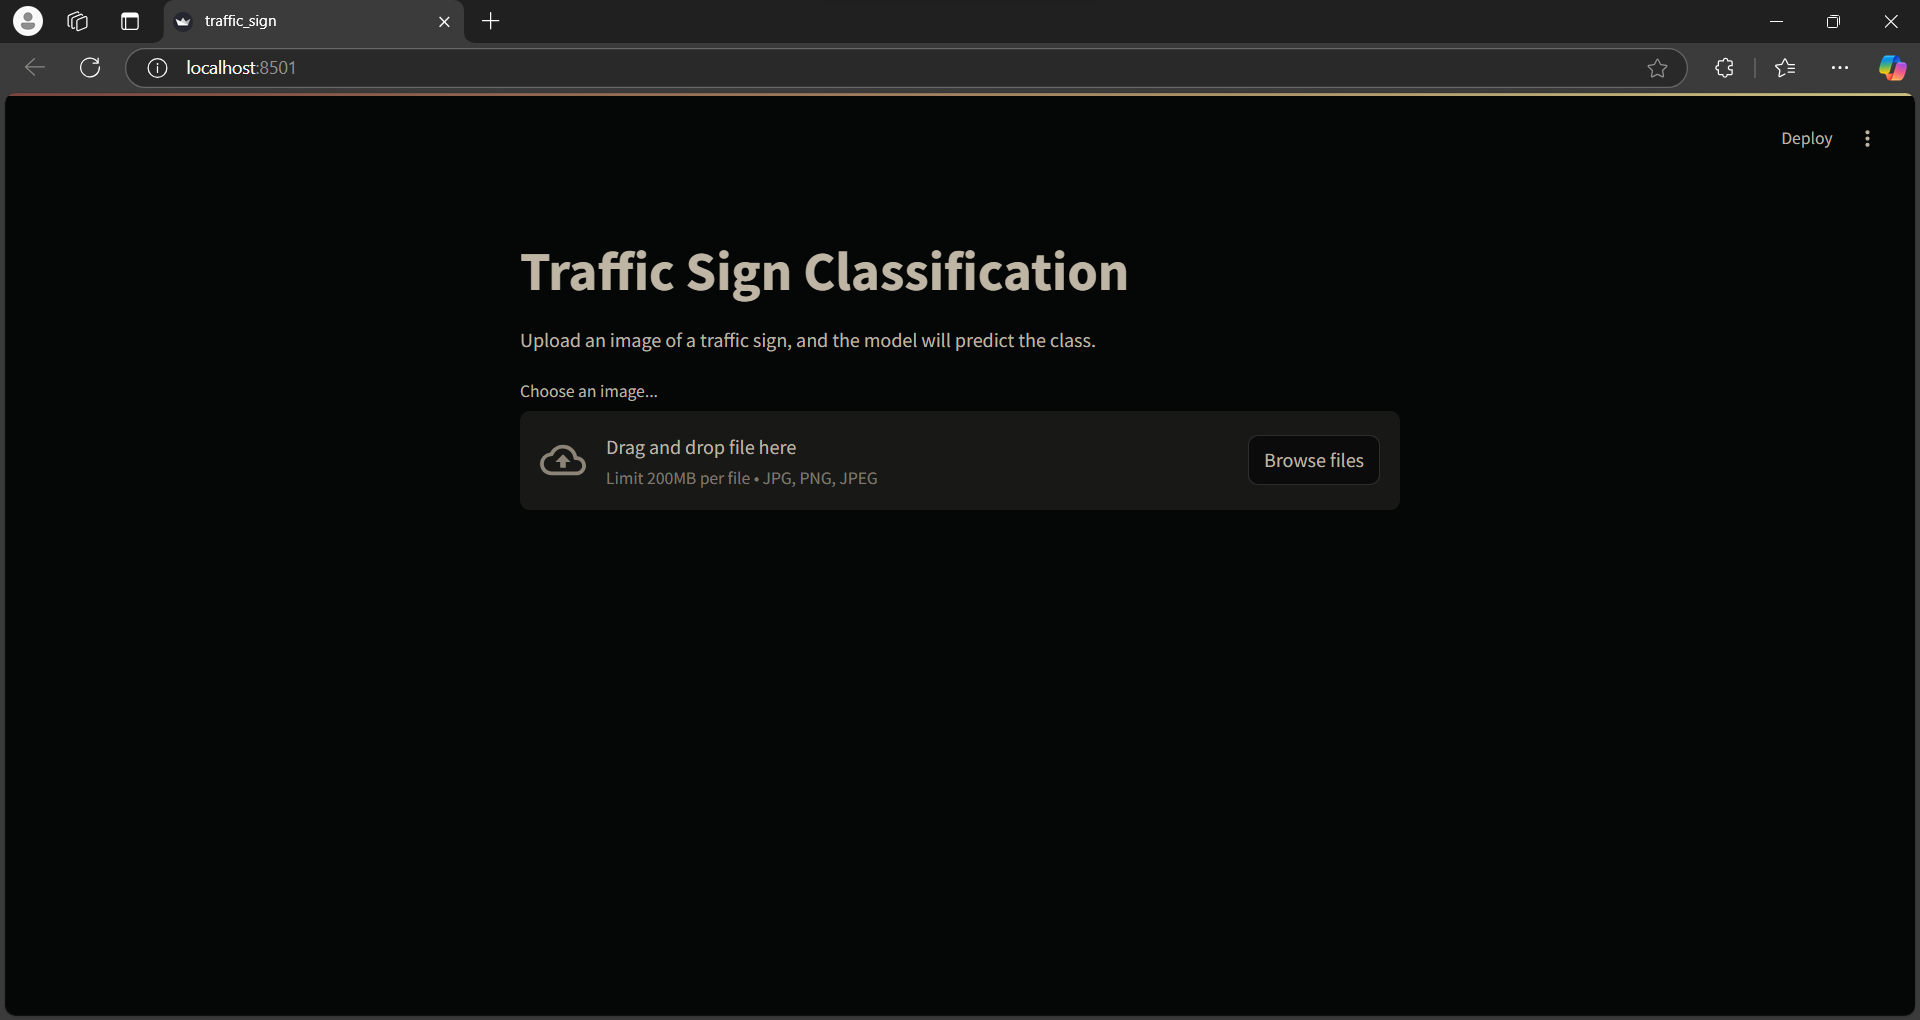 traffic_sign
localhost:8501
Deploy
Traffic Sign Classification
Upload an image of a traffic sign, and the model will predict the class.
Choose an image...
Drag and drop file here
Limit 200MB per file • JPG, PNG, JPEG
Browse files